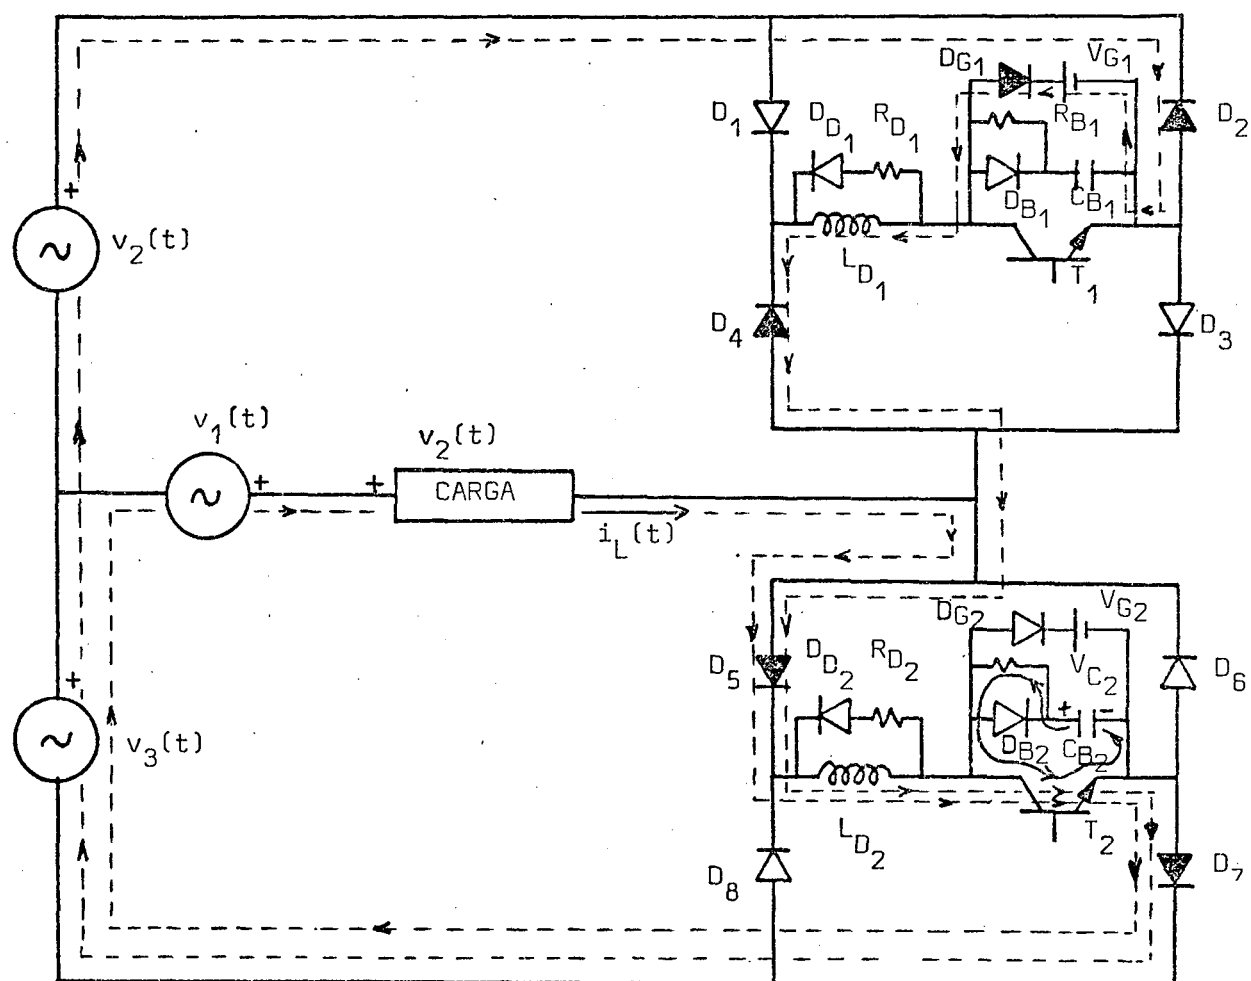 DG1
VG1
D1
DD1
RD1
RB1
D2
DB1
CB1
v2(t)
+
LD1
T1
D4
D3
v1(t)
v2(t)
+
+
CARGA
iL(t)
DG2
VG2
D5
DD2
RD2
VC2
D6
+
+ -
v3(t)
DB2
CB2
LD2
T2
D8
D7